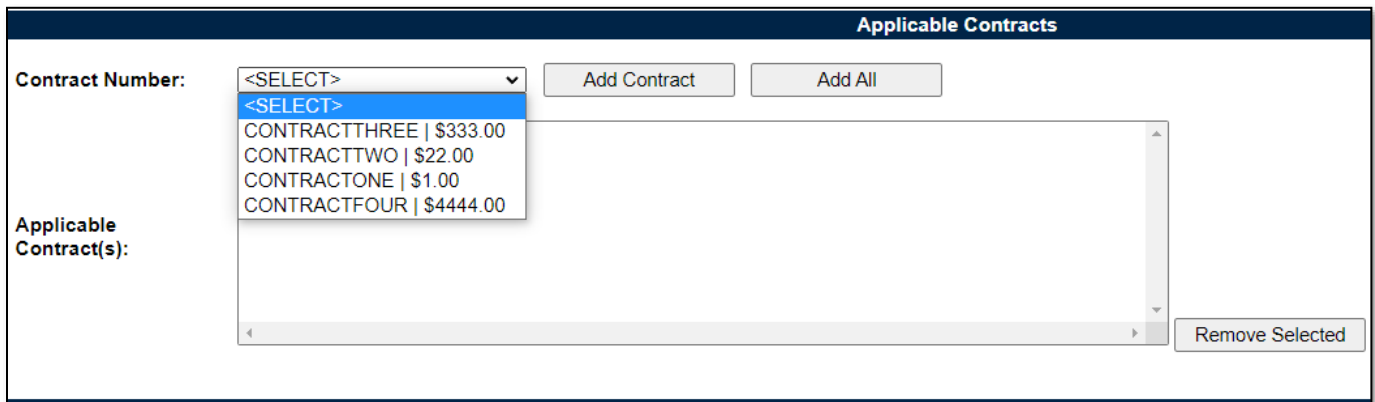 Applicable Contracts
Contract Number: <SELECT> Add Contract Add All
<SELECT>
CONTRACTTHREE | $333.00
CONTRACTTWO | $22.00
CONTRACTONE | $1.00
CONTRACTFOUR | $4444.00
Applicable
Contract(s):
Remove Selected